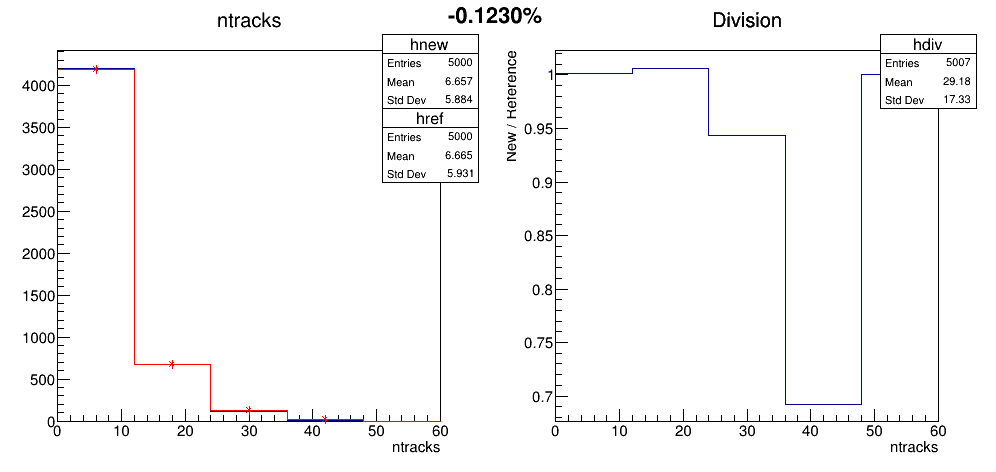 -0.1230%
ntracks
hnew
Entries 5000
Mean 6.657
Std Dev 5.884
href
Entries 5000
Mean 6.665
Std Dev 5.931
4000
3500
3000
2500
2000
1500
1000
500
0
0 10 20 30 40 50 60
ntracks
Division
hdiv
Entries 5007
Mean 29.18
Std Dev 17.33
New / Reference
1
0.95
0.9
0.85
0.8
0.75
0.7
0 10 20 30 40 50 60
ntracks